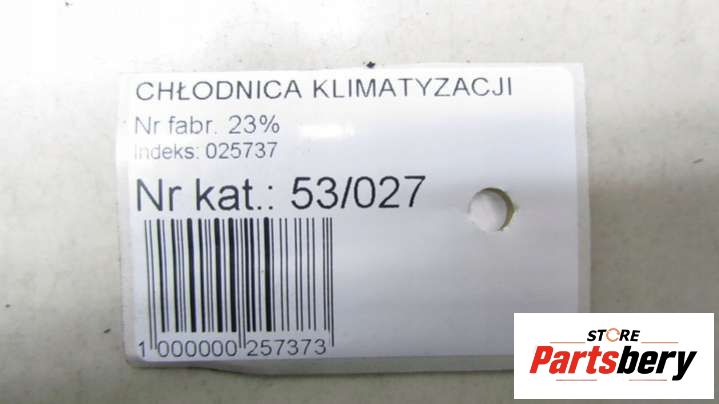 CHŁODNICA KLIMATYZACJI
Nr fabr. 23%
Indeks: 025737
Nr kat.: 53/027
1 000000 257373
STORE
Partsbery